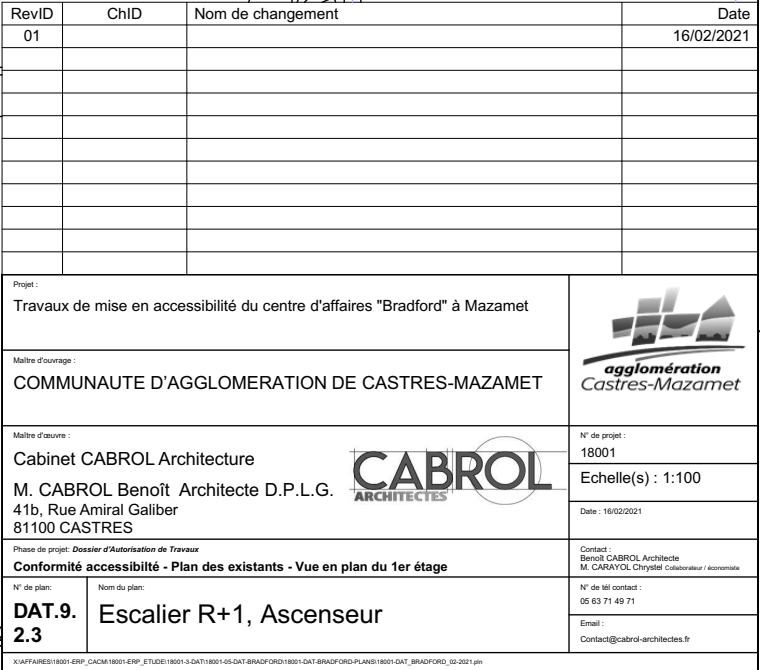 RevID ChID Nom de changement Date
01 16/02/2021
Projet :
Travaux de mise en accessibilité du centre d'affaires "Bradford" à Mazamet
agglomération
Castres-Mazamet
Maître d'ouvrage :
COMMUNAUTE D'AGGLOMERATION DE CASTRES-MAZAMET
Maître d'œuvre :
Cabinet CABROL Architecture
M. CABROL Benoît Architecte D.P.L.G.
41b, Rue Amiral Galiber
81100 CASTRES
CABROL
ARCHITECTES
N° de projet :
18001
Echelle(s) : 1:100
Date : 16/02/2021
Phase de projet: Dossier d'Autorisation de Travaux
Conformité accessibilté - Plan des existants - Vue en plan du 1er étage
Contact :
Benoît CABROL Architecte
M. CARAYOL Chrystel Collaborateur / économiste
N° de plan:
DAT.9.
2.3
Nom du plan:
Escalier R+1, Ascenseur
N° de tél contact :
05 63 71 49 71
Email :
Contact@cabrol-architectes.fr
X:\AFFAIRES\18001-ERP_CACM\18001-ERP_ETUDE\18001-3-DAT\18001-05-DAT-BRADFORD\18001-DAT-BRADFORD-PLANS\18001-DAT_BRADFORD_02-2021.pln